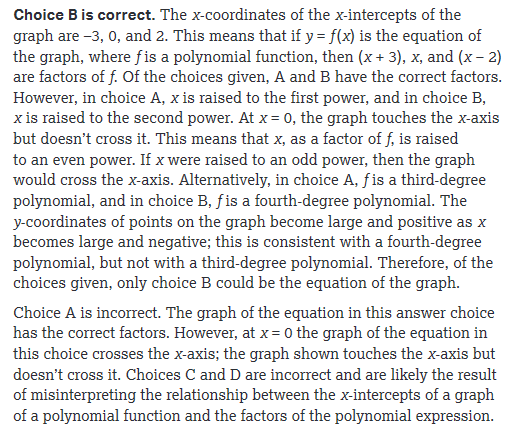 Choice B is correct. The x-coordinates of the x-intercepts of the
graph are –3, 0, and 2. This means that if y = f(x) is the equation of
the graph, where f is a polynomial function, then (x + 3), x, and (x – 2)
are factors of f. Of the choices given, A and B have the correct factors.
However, in choice A, x is raised to the first power, and in choice B,
x is raised to the second power. At x = 0, the graph touches the x-axis
but doesn’t cross it. This means that x, as a factor of f, is raised
to an even power. If x were raised to an odd power, then the graph
would cross the x-axis. Alternatively, in choice A, f is a third-degree
polynomial, and in choice B, f is a fourth-degree polynomial. The
y-coordinates of points on the graph become large and positive as x
becomes large and negative; this is consistent with a fourth-degree
polynomial, but not with a third-degree polynomial. Therefore, of the
choices given, only choice B could be the equation of the graph.
Choice A is incorrect. The graph of the equation in this answer choice
has the correct factors. However, at x = 0 the graph of the equation in
this choice crosses the x-axis; the graph shown touches the x-axis but
doesn’t cross it. Choices C and D are incorrect and are likely the result
of misinterpreting the relationship between the x-intercepts of a graph
of a polynomial function and the factors of the polynomial expression.